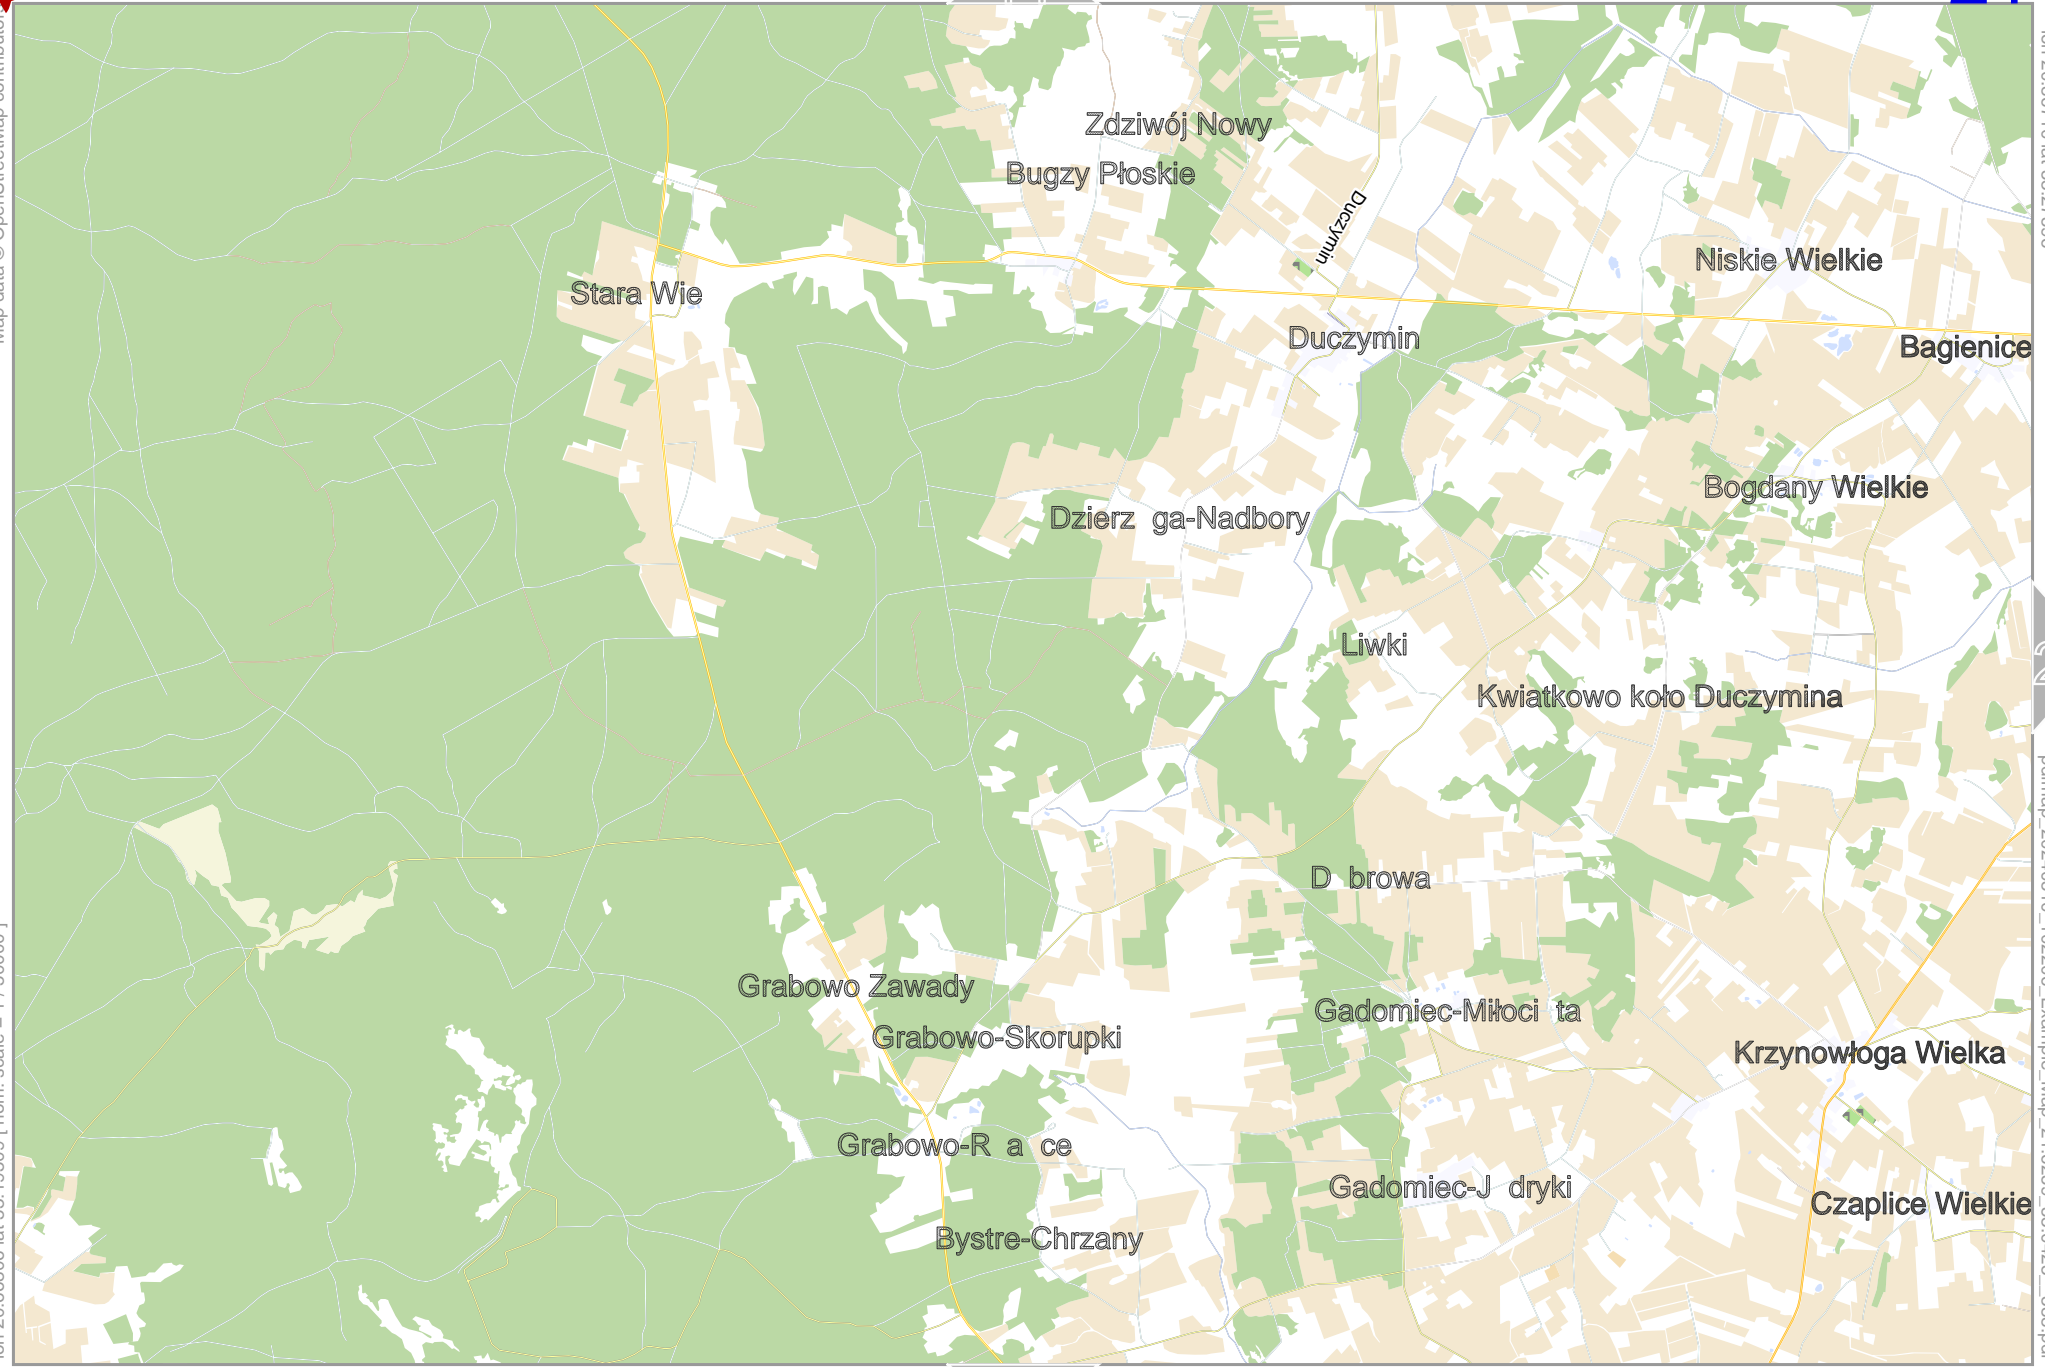 Zdziwój Nowy
Bugzy Płoskie
Duczymin
Niskie Wielkie
Stara Wie
Duczymin
Bagienice
Bogdany Wielkie
Dzierz ga-Nadbory
Liwki
Kwiatkowo koło Duczymina
D browa
Grabowo Zawady
Gadomiec-Miłoci ta
Grabowo-Skorupki
Krzynowłoga Wielka
Grabowo-R a ce
Gadomiec-J dryki
Czaplice Wielkie
Bystre-Chrzany
2